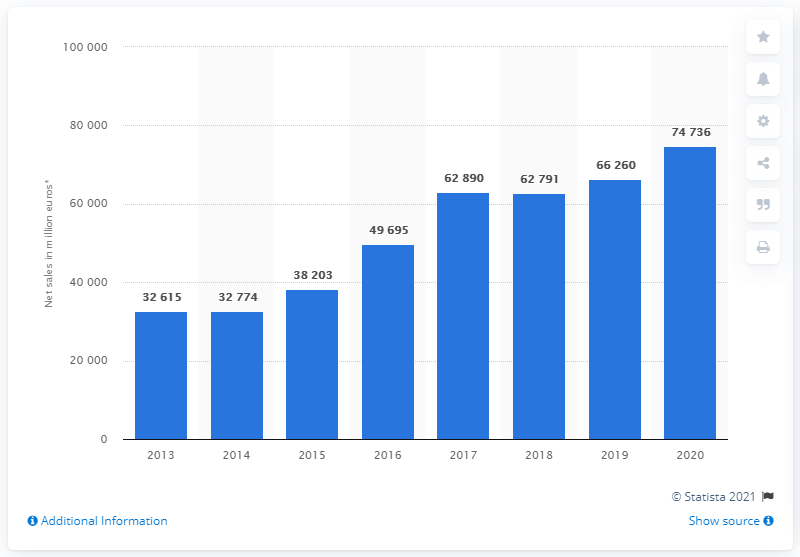 100 000
80 000
60 000
40 000
20 000
0
Net sales in million euros*
32 615
32 774
38 203
49 695
62 890
62 791
66 260
74 736
2013 2014 2015 2016 2017 2018 2019 2020
© Statista 2021
Additional Information
Show source